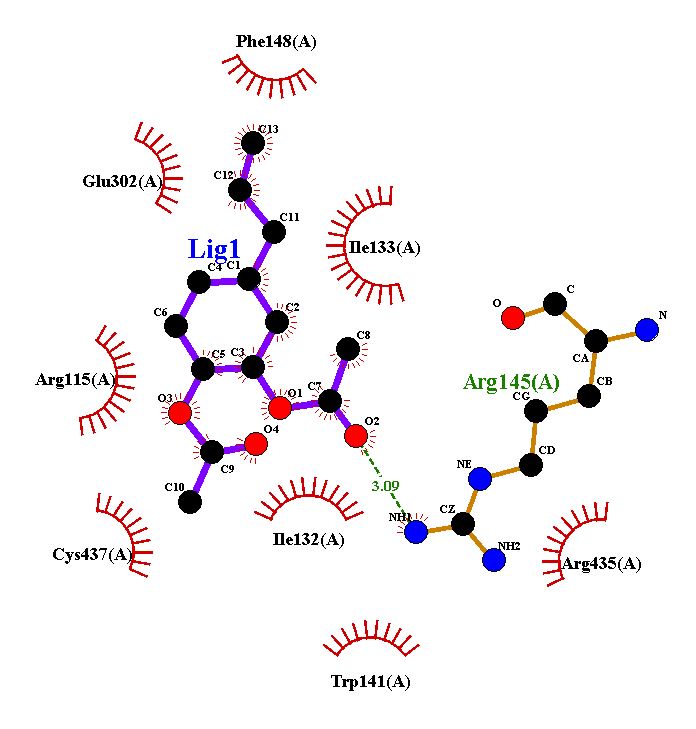 Phe148(A)
C13
C12
Glu302(A)
C11
Lig1
Ile133(A)
C4
C1
C
O
C6
C2
N
C8
CA
C5
C3
Arg115(A)
Arg145(A)
CB
C7
O1
CG
O3
O2
O4
C9
CD
NE
C10
3.09
CZ
NH1
Ile132(A)
NH2
Cys437(A)
Arg435(A)
Trp141(A)